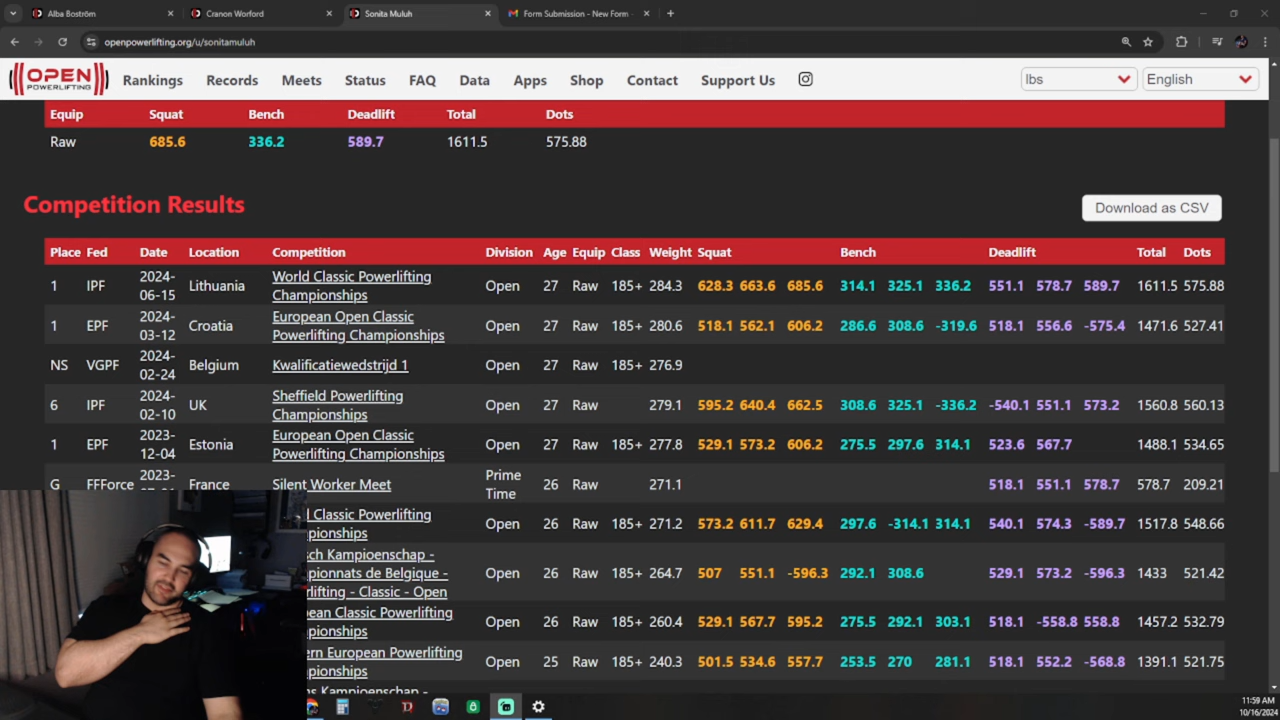 Alba Boström
Cranon Worford
Sonita Muluh
Form Submission - New Form
openpowerlifting.org/u/sonitamuluh
OPEN POWERLIFTING Rankings Records Meets Status FAQ Data Apps Shop Contact Support Us lbs English
Equip Squat Bench Deadlift Total Dots
Raw 685.6 336.2 589.7 1611.5 575.88
Competition Results
Download as CSV
Place Fed Date Location Competition Division Age Equip Class Weight Squat Bench Deadlift Total Dots
1 IPF 2024-06-15 Lithuania World Classic Powerlifting Championships Open 27 Raw 185+ 284.3 628.3 663.6 685.6 314.1 325.1 336.2 551.1 578.7 589.7 1611.5 575.88
1 EPF 2024-03-12 Croatia European Open Classic Powerlifting Championships Open 27 Raw 185+ 280.6 518.1 562.1 606.2 286.6 308.6 -319.6 518.1 556.6 -575.4 1471.6 527.41
NS VGPF 2024-02-24 Belgium Kwalificatiewedstrijd 1 Open 27 Raw 185+ 276.9
6 IPF 2024-02-10 UK Sheffield Powerlifting Championships Open 27 Raw 279.1 595.2 640.4 662.5 308.6 325.1 -336.2 -540.1 551.1 573.2 1560.8 560.13
1 EPF 2023-12-04 Estonia European Open Classic Powerlifting Championships Open 27 Raw 185+ 277.8 529.1 573.2 606.2 275.5 297.6 314.1 523.6 567.7 1488.1 534.65
G FFForce 2023- France Silent Worker Meet Prime Time 26 Raw 271.1 518.1 551.1 578.7 578.7 209.21
Classic Powerlifting pionships Open 26 Raw 185+ 271.2 573.2 611.7 629.4 297.6 -314.1 314.1 540.1 574.3 -589.7 1517.8 548.66
sch Kampioenschap - pionnats de Belgique - lifting - Classic - Open Open 26 Raw 185+ 264.7 507 551.1 -596.3 292.1 308.6 529.1 573.2 -596.3 1433 521.42
ean Classic Powerlifting pionships Open 26 Raw 185+ 260.4 529.1 567.7 595.2 275.5 292.1 303.1 518.1 -558.8 558.8 1457.2 532.79
ern European Powerlifting pionships Open 25 Raw 185+ 240.3 501.5 534.6 557.7 253.5 270 281.1 518.1 552.2 -568.8 1391.1 521.75
11:59 AM
10/16/2024